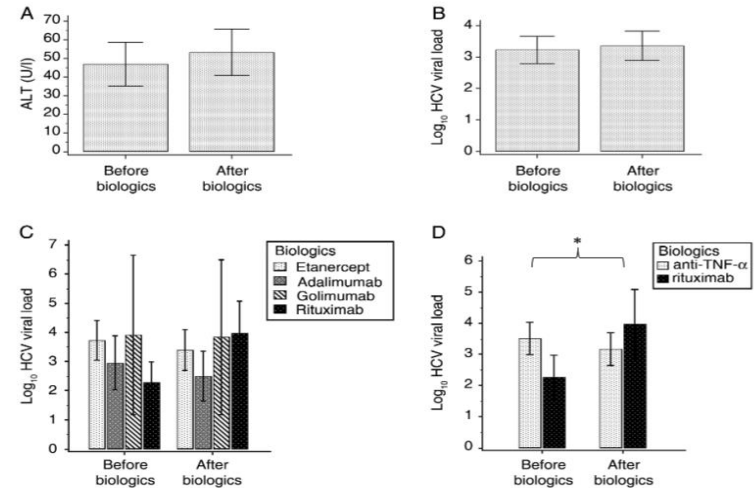 A
70
60
50
40
30
20
10
0
ALT (U/l)
Before
biologics
After
biologics
B
4
3
2
1
0
Log10 HCV viral load
Before
biologics
After
biologics
C
7
6
5
4
3
2
1
0
Log10 HCV viral load
Biologics
Etanercept
Adalimumab
Golimumab
Rituximab
Before
biologics
After
biologics
D
6
5
4
3
2
1
0
Log10 HCV viral load
*
Biologics
anti-TNF-α
rituximab
Before
biologics
After
biologics